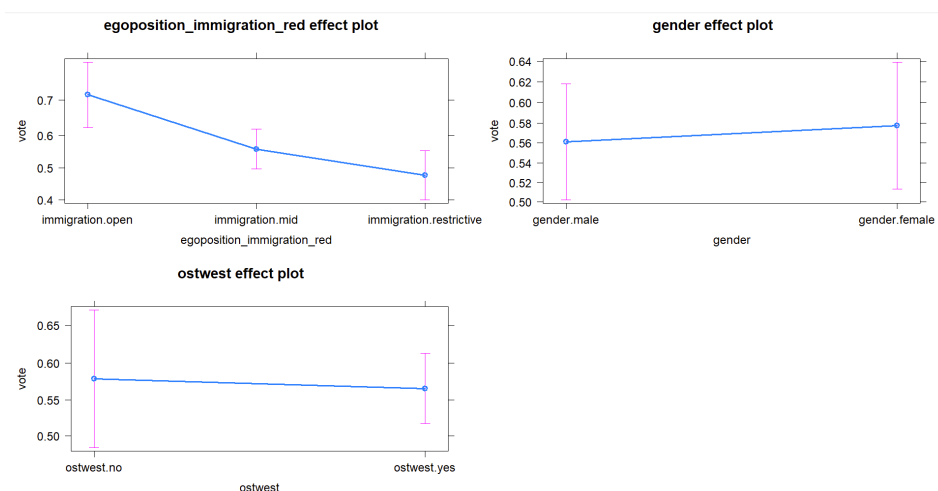 egoposition_immigration_red effect plot
vote
0.7
0.6
0.5
0.4
immigration.open immigration.mid immigration.restrictive
egoposition_immigration_red
gender effect plot
vote
0.64
0.62
0.60
0.58
0.56
0.54
0.52
0.50
gender.male gender.female
gender
ostwest effect plot
vote
0.65
0.60
0.55
0.50
ostwest.no ostwest.yes
ostwest